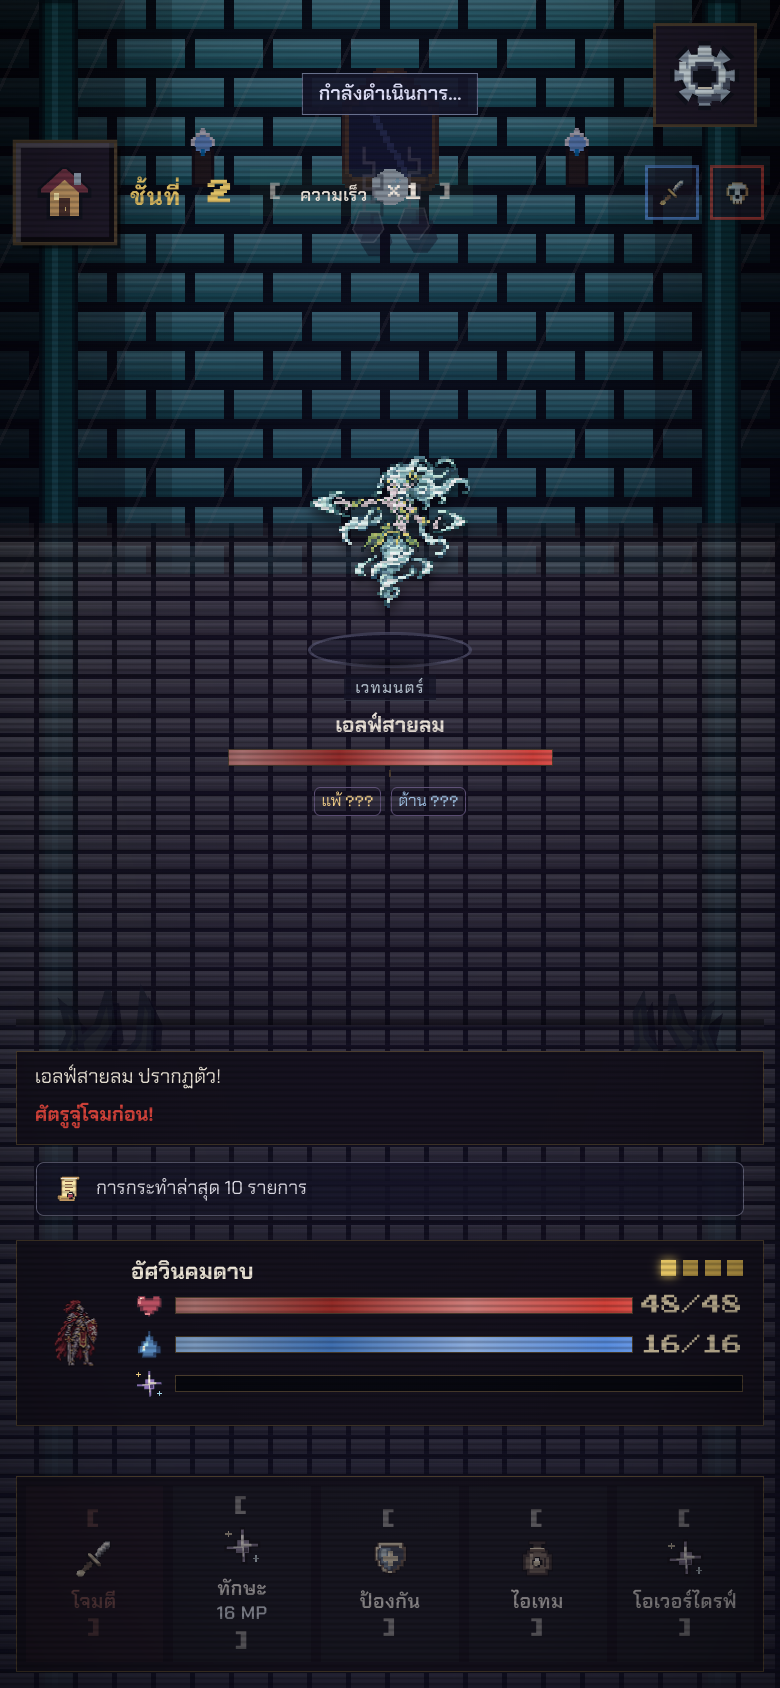 กำลังดำเนินการ...
ชั้นที่ 2 [ ความเร็ว ×1 ]
เวทมนตร์
เอลฟ์สายลม
แพ้ ??? ต้าน ???
เอลฟ์สายลม ปรากฏตัว!
ศัตรูจู่โจมก่อน!
การกระทำล่าสุด 10 รายการ
อัศวินคมดาบ
48/48
16/16
[ โจมตี ]
[ ทักษะ
16 MP ]
[ ป้องกัน ]
[ ไอเทม ]
[ โอเวอร์ไดรฟ์ ]